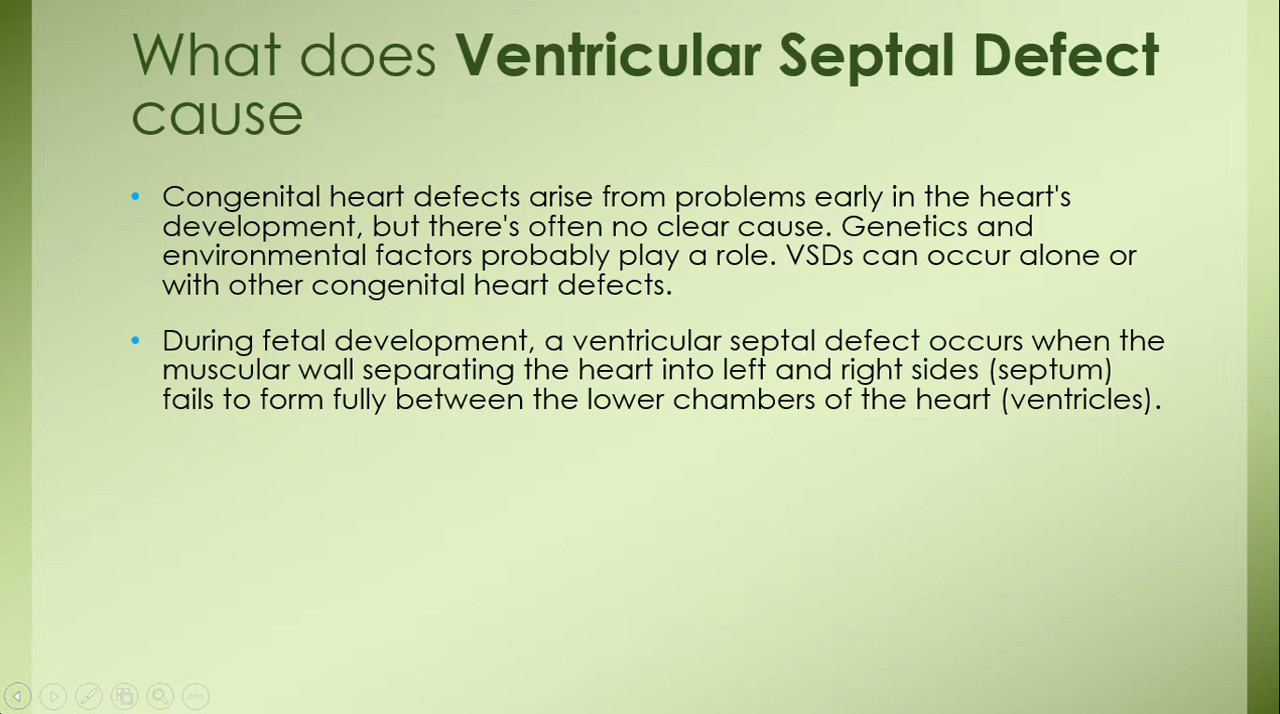 What does Ventricular Septal Defect
cause
• Congenital heart defects arise from problems early in the heart's
development, but there's often no clear cause. Genetics and
environmental factors probably play a role. VSDs can occur alone or
with other congenital heart defects.
• During fetal development, a ventricular septal defect occurs when the
muscular wall separating the heart into left and right sides (septum)
fails to form fully between the lower chambers of the heart (ventricles).